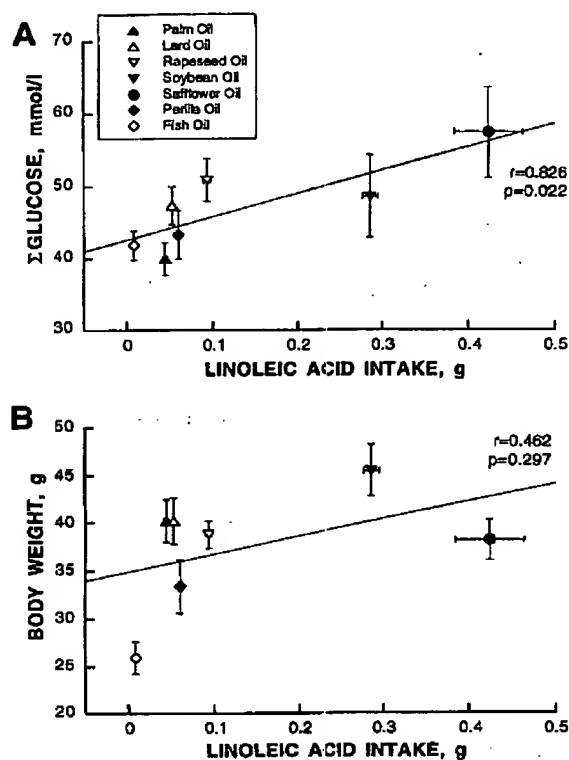 A
Palm Oil
Lard Oil
Rapeseed Oil
Soybean Oil
Safflower Oil
Perilla Oil
Fish Oil
ΣGLUCOSE, mmol/l
70
60
50
40
30
r=0.826
p=0.022
0 0.1 0.2 0.3 0.4 0.5
LINOLEIC ACID INTAKE, g
B
BODY WEIGHT, g
50
45
40
35
30
25
20
r=0.462
p=0.297
0 0.1 0.2 0.3 0.4 0.5
LINOLEIC ACID INTAKE, g